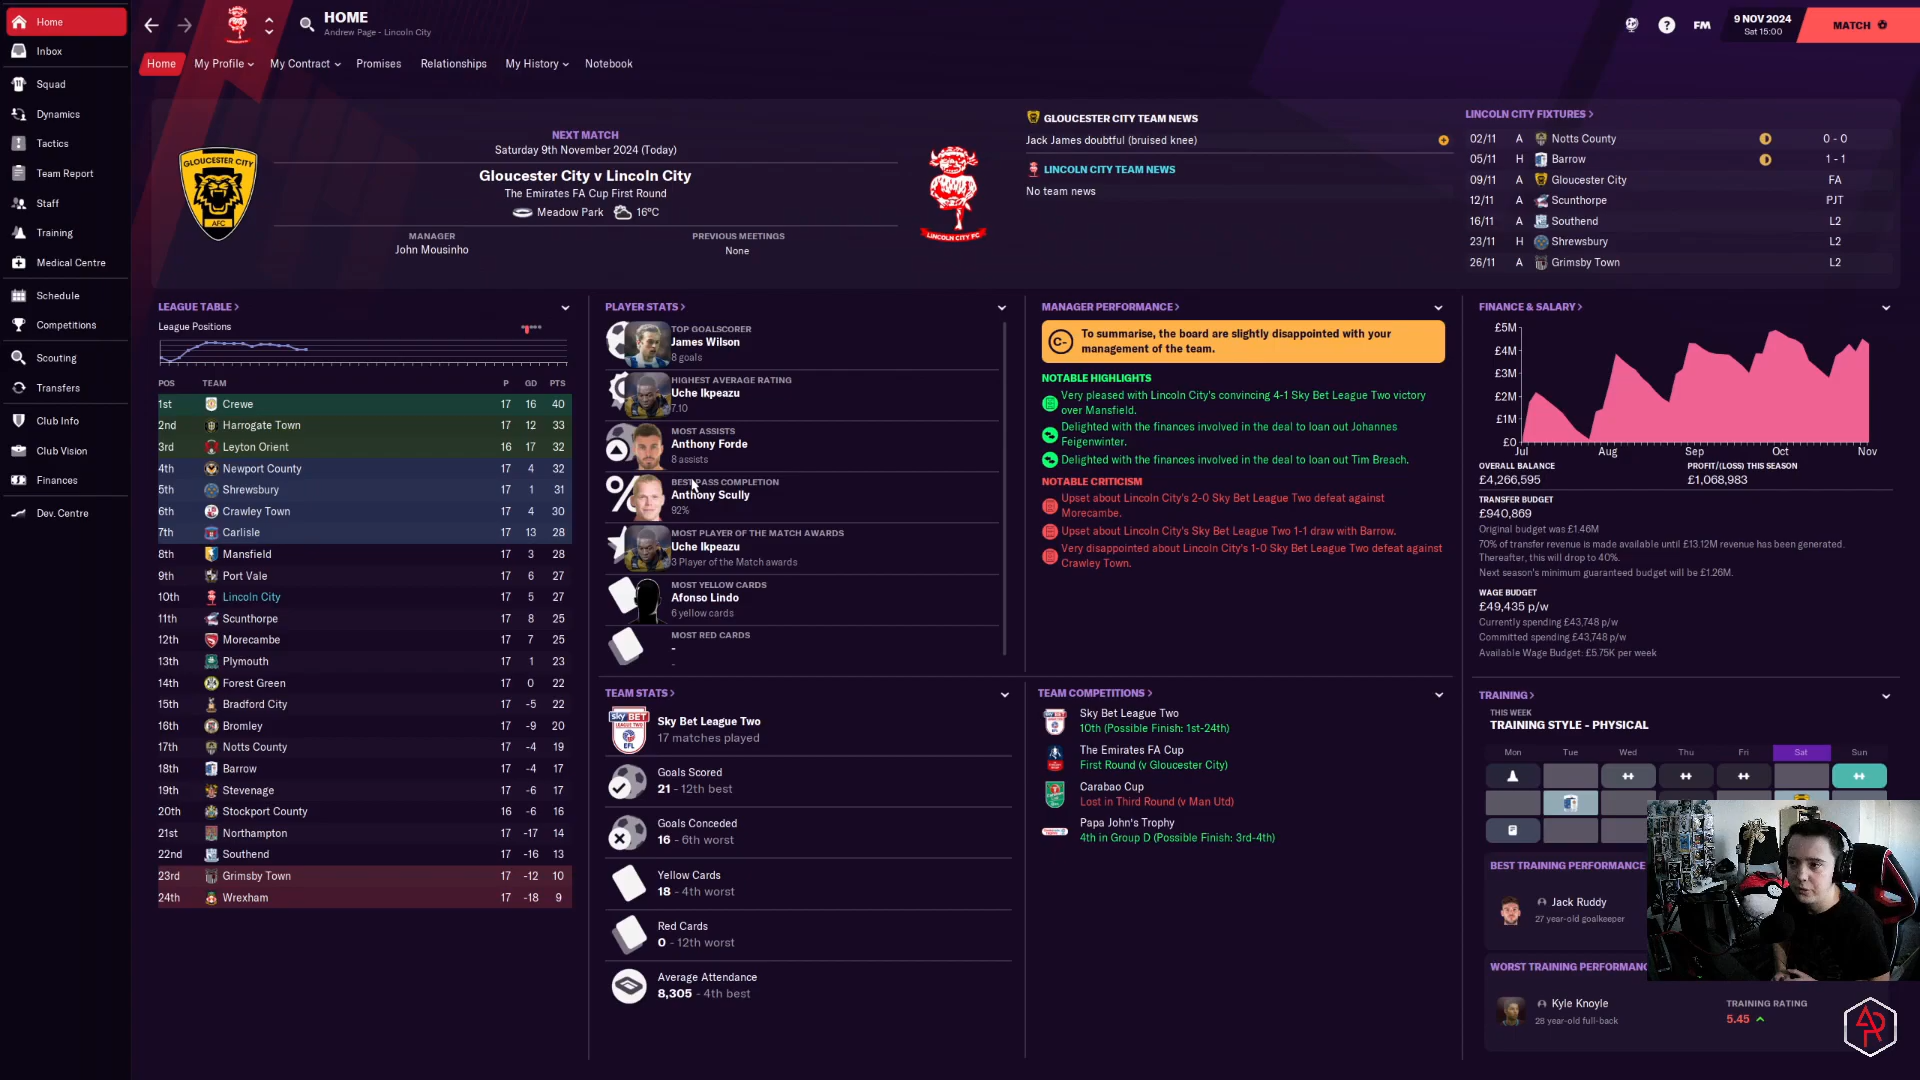 Home
HOME
Andrew Page - Lincoln City
FM
9 NOV 2024
Sat 15:00
MATCH
Inbox
Squad
Dynamics
Tactics
Team Report
Staff
Training
Medical Centre
Schedule
Competitions
Scouting
Transfers
Club Info
Club Vision
Finances
Dev. Centre
Home My Profile My Contract Promises Relationships My History Notebook
GLOUCESTER CITY
AFC
NEXT MATCH
Saturday 9th November 2024 (Today)
Gloucester City v Lincoln City
The Emirates FA Cup First Round
Meadow Park 16°C
MANAGER
John Mousinho
PREVIOUS MEETINGS
None
LINCOLN CITY FC
GLOUCESTER CITY TEAM NEWS
Jack James doubtful (bruised knee)
LINCOLN CITY TEAM NEWS
No team news
LINCOLN CITY FIXTURES >
02/11 A Notts County 0 - 0
05/11 H Barrow 1 - 1
09/11 A Gloucester City FA
12/11 A Scunthorpe PJT
16/11 A Southend L2
23/11 H Shrewsbury L2
26/11 A Grimsby Town L2
LEAGUE TABLE >
League Positions
POS TEAM P GD PTS
1st Crewe 17 16 40
2nd Harrogate Town 17 12 33
3rd Leyton Orient 16 17 32
4th Newport County 17 4 32
5th Shrewsbury 17 1 31
6th Crawley Town 17 4 30
7th Carlisle 17 13 28
8th Mansfield 17 3 28
9th Port Vale 17 6 27
10th Lincoln City 17 5 27
11th Scunthorpe 17 8 25
12th Morecambe 17 7 25
13th Plymouth 17 1 23
14th Forest Green 17 0 22
15th Bradford City 17 -5 22
16th Bromley 17 -9 20
17th Notts County 17 -4 19
18th Barrow 17 -4 17
19th Stevenage 17 -6 17
20th Stockport County 16 -6 16
21st Northampton 17 -17 14
22nd Southend 17 -16 13
23rd Grimsby Town 17 -12 10
24th Wrexham 17 -18 9
PLAYER STATS >
TOP GOALSCORER
James Wilson
8 goals
HIGHEST AVERAGE RATING
Uche Ikpeazu
7.10
MOST ASSISTS
Anthony Forde
8 assists
BEST PASS COMPLETION
Anthony Scully
92%
MOST PLAYER OF THE MATCH AWARDS
Uche Ikpeazu
3 Player of the Match awards
MOST YELLOW CARDS
Afonso Lindo
6 yellow cards
MOST RED CARDS
-
-
TEAM STATS >
SKY BET
LEAGUE TWO
EFL
Sky Bet League Two
17 matches played
Goals Scored
21 - 12th best
Goals Conceded
16 - 6th worst
Yellow Cards
18 - 4th worst
Red Cards
0 - 12th worst
Average Attendance
8,305 - 4th best
MANAGER PERFORMANCE >
C-
To summarise, the board are slightly disappointed with your
management of the team.
NOTABLE HIGHLIGHTS
Very pleased with Lincoln City's convincing 4-1 Sky Bet League Two victory
over Mansfield.
Delighted with the finances involved in the deal to loan out Johannes
Feigenwinter.
Delighted with the finances involved in the deal to loan out Tim Breach.
NOTABLE CRITICISM
Upset about Lincoln City's 2-0 Sky Bet League Two defeat against
Morecambe.
Upset about Lincoln City's Sky Bet League Two 1-1 draw with Barrow.
Very disappointed about Lincoln City's 1-0 Sky Bet League Two defeat against
Crawley Town.
TEAM COMPETITIONS >
Sky Bet League Two
10th (Possible Finish: 1st-24th)
The Emirates FA Cup
First Round (v Gloucester City)
Carabao Cup
Lost in Third Round (v Man Utd)
Papa John's Trophy
4th in Group D (Possible Finish: 3rd-4th)
FINANCE & SALARY >
£5M
£4M
£3M
£2M
£1M
£0
Jul Aug Sep Oct Nov
OVERALL BALANCE
£4,266,595
PROFIT/(LOSS) THIS SEASON
£1,068,983
TRANSFER BUDGET
£940,869
Original budget was £1.46M
70% of transfer revenue is made available until £13.12M revenue has been generated.
Thereafter, this will drop to 40%.
Next season's minimum guaranteed budget will be £1.26M.
WAGE BUDGET
£49,435 p/w
Currently spending £43,748 p/w
Committed spending £43,748 p/w
Available Wage Budget: £5.75K per week
TRAINING >
THIS WEEK
TRAINING STYLE - PHYSICAL
Mon Tue Wed Thu Fri Sat Sun
BEST TRAINING PERFORMANCE
Jack Ruddy
27 year-old goalkeeper
WORST TRAINING PERFORMANC
Kyle Knoyle
28 year-old full-back
TRAINING RATING
5.45